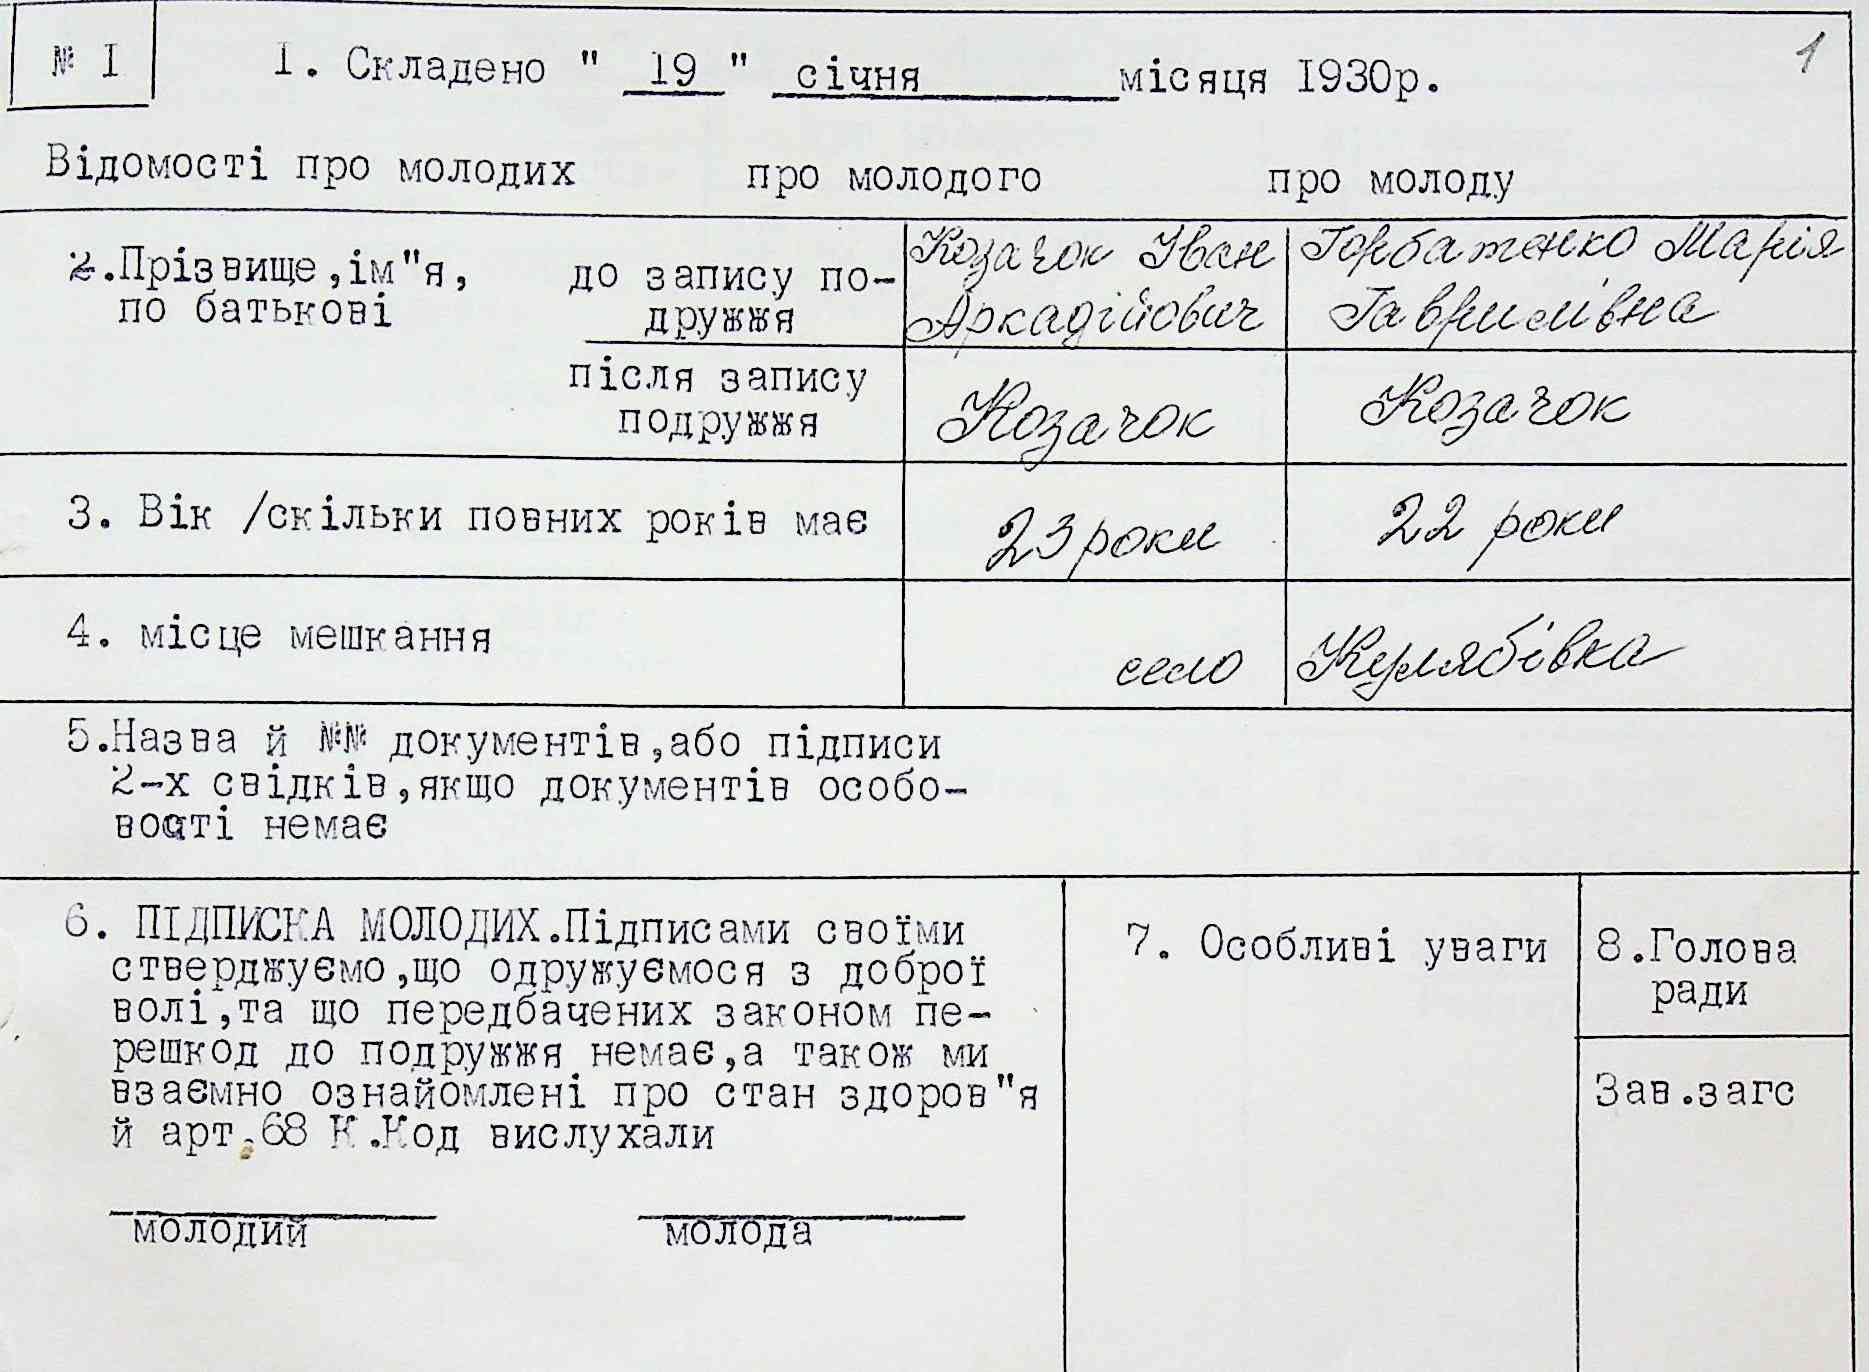 № I 1. Складено " 19 " січня місяця I930р. 1
Відомості про молодих про молодого про молоду
2.Прізвище,ім"я, до запису по- Козачок Іван Горбатенко Марія
по батькові дружжя Аркадійович Гаврилівна
після запису
подружжя Козачок Козачок
3. Вік /скільки повних років має 23 роки 22 роки
4. місце мешкання село Кулябівка
5.Назва й №№ документів,або підписи
2-х свідків,якщо документів особо-
вості немає
6. ПІДПИСКА МОЛОДИХ.Підписами своїми 7. Особливі уваги 8.Голова
стверджуємо,що одружуємося з доброї ради
волі,та що передбачених законом пе-
решкод до подружжя немає,а також ми
взаємно ознайомлені про стан здоров"я Зав.загс
й арт.68 К.Код вислухали
молодий молода